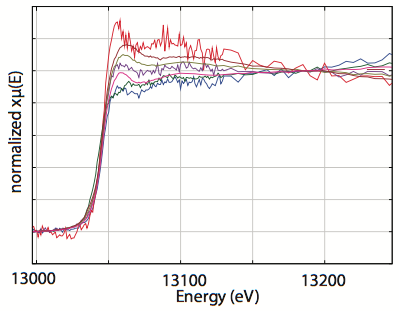 normalized xμ(E)
13000 13100 13200
Energy (eV)